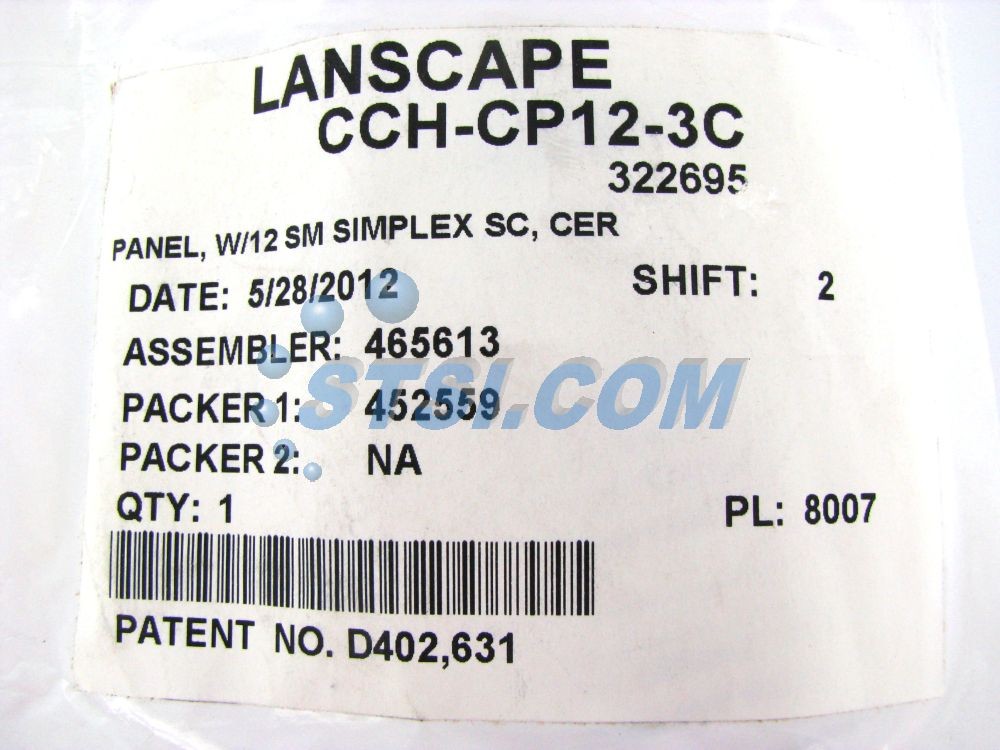 LANSCAPE
CCH-CP12-3C
322695
PANEL, W/12 SM SIMPLEX SC, CER
DATE: 5/28/2012 SHIFT: 2
ASSEMBLER: 465613
STSI.COM
PACKER 1: 452559
PACKER 2: NA
QTY: 1 PL: 8007
PATENT NO. D402,631